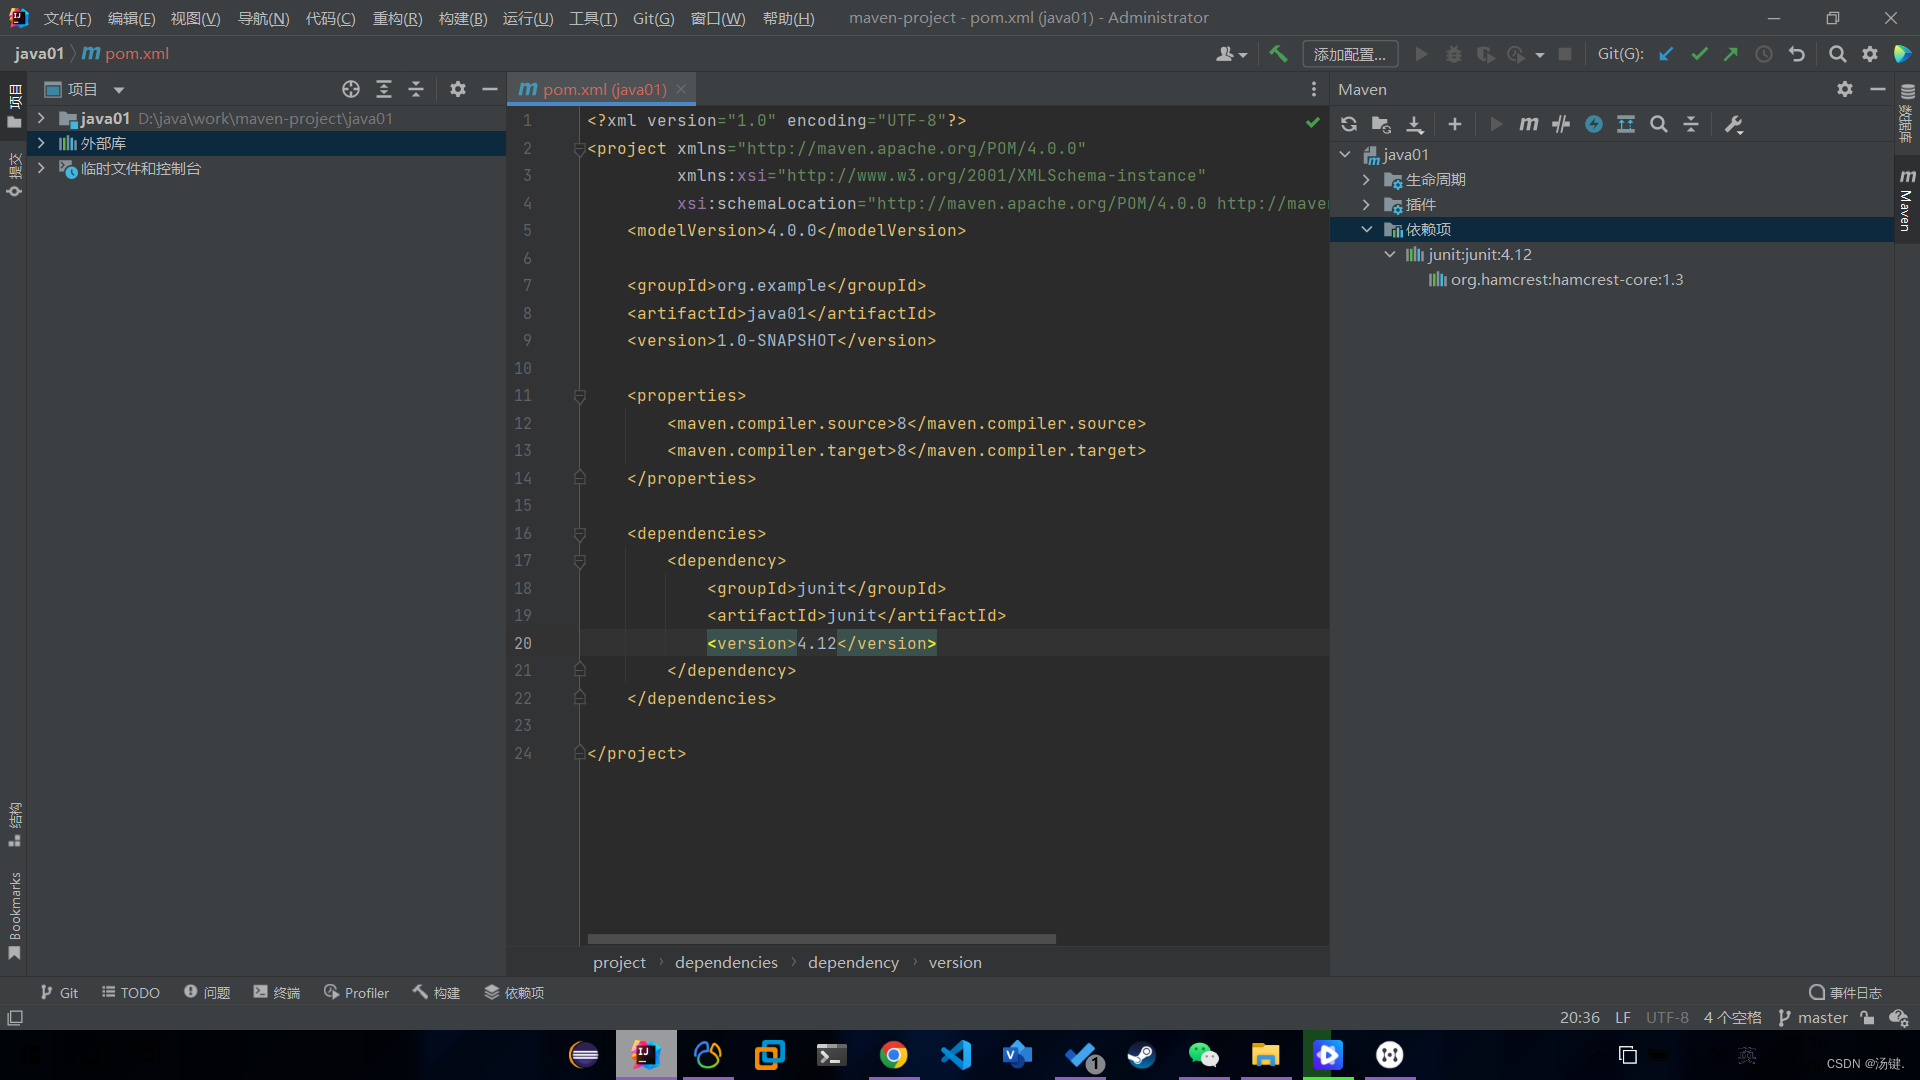 文件(F) 编辑(E) 视图(V) 导航(N) 代码(C) 重构(R) 构建(B) 运行(U) 工具(T) Git(G) 窗口(W) 帮助(H) maven-project - pom.xml (java01) - Administrator
java01 pom.xml 添加配置... Git(G):
项目
项目
提交
结构
Bookmarks
java01 D:\java\work\maven-project\java01
外部库
临时文件和控制台
pom.xml (java01)
1 <?xml version="1.0" encoding="UTF-8"?>
2 <project xmlns="http://maven.apache.org/POM/4.0.0"
3 xmlns:xsi="http://www.w3.org/2001/XMLSchema-instance"
4 xsi:schemaLocation="http://maven.apache.org/POM/4.0.0 http://maven
5 <modelVersion>4.0.0</modelVersion>
6
7 <groupId>org.example</groupId>
8 <artifactId>java01</artifactId>
9 <version>1.0-SNAPSHOT</version>
10
11 <properties>
12 <maven.compiler.source>8</maven.compiler.source>
13 <maven.compiler.target>8</maven.compiler.target>
14 </properties>
15
16 <dependencies>
17 <dependency>
18 <groupId>junit</groupId>
19 <artifactId>junit</artifactId>
20 <version>4.12</version>
21 </dependency>
22 </dependencies>
23
24 </project>
project › dependencies › dependency › version
Maven
java01
生命周期
插件
依赖项
junit:junit:4.12
org.hamcrest:hamcrest-core:1.3
数据库
m Maven
Git TODO 问题 终端 Profiler 构建 依赖项 事件日志
20:36 LF UTF-8 4 个空格 master
1
英
CSDN @汤键.